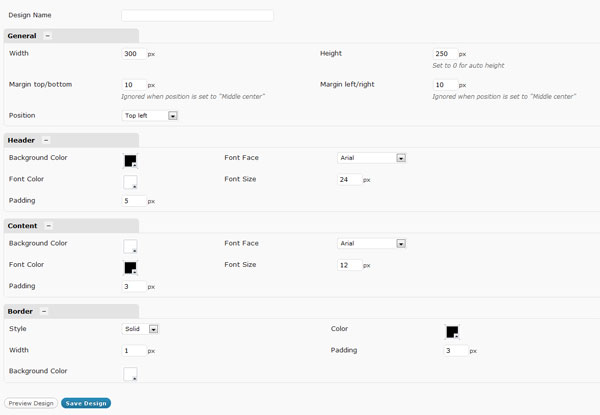 Design Name
General −
Width 300 px Height 250 px
Set to 0 for auto height
Margin top/bottom 10 px Margin left/right 10 px
Ignored when position is set to "Middle center" Ignored when position is set to "Middle center"
Position Top left
Header −
Background Color Font Face Arial
Font Color Font Size 24 px
Padding 5 px
Content −
Background Color Font Face Arial
Font Color Font Size 12 px
Padding 3 px
Border −
Style Solid Color
Width 1 px Padding 3 px
Background Color
Preview Design Save Design